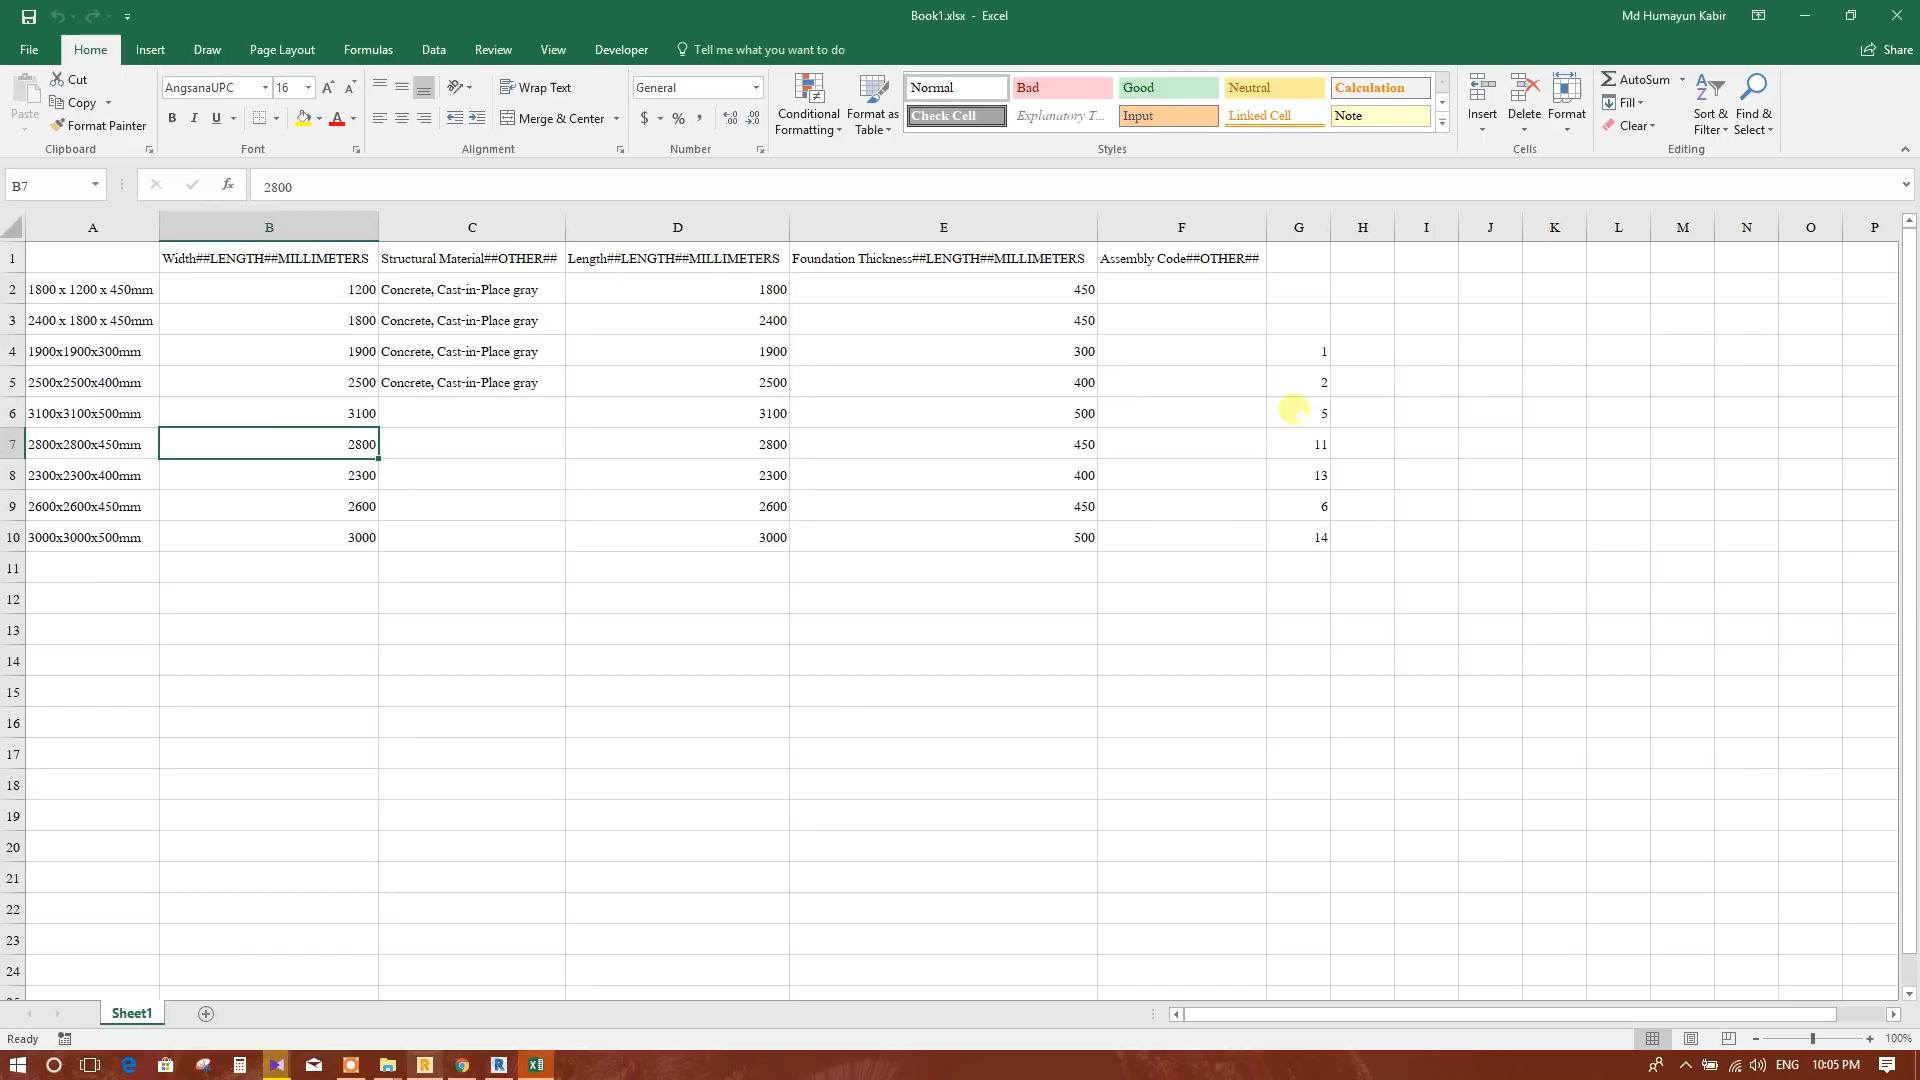 Book1.xlsx - Excel
Md Humayun Kabir
File Home Insert Draw Page Layout Formulas Data Review View Developer Tell me what you want to do Share
Paste
Cut
Copy
Format Painter
Clipboard
AngsanaUPC 16
B I U
Font
Wrap Text
Merge & Center
Alignment
General
$ % ,
Number
Conditional Formatting
Format as Table
Normal Bad Good Neutral Calculation
Check Cell Explanatory T... Input Linked Cell Note
Styles
Insert Delete Format
Cells
AutoSum
Fill
Clear
Sort & Filter
Find & Select
Editing
B7 fx 2800
A B C D E F G H I J K L M N O P
1 Width##LENGTH##MILLIMETERS Structural Material##OTHER## Length##LENGTH##MILLIMETERS Foundation Thickness##LENGTH##MILLIMETERS Assembly Code##OTHER##
2 1800 x 1200 x 450mm 1200 Concrete, Cast-in-Place gray 1800 450
3 2400 x 1800 x 450mm 1800 Concrete, Cast-in-Place gray 2400 450
4 1900x1900x300mm 1900 Concrete, Cast-in-Place gray 1900 300 1
5 2500x2500x400mm 2500 Concrete, Cast-in-Place gray 2500 400 2
6 3100x3100x500mm 3100 3100 500 5
7 2800x2800x450mm 2800 2800 450 11
8 2300x2300x400mm 2300 2300 400 13
9 2600x2600x450mm 2600 2600 450 6
10 3000x3000x500mm 3000 3000 500 14
11
12
13
14
15
16
17
18
19
20
21
22
23
24
Sheet1
Ready
100%
ENG 10:05 PM